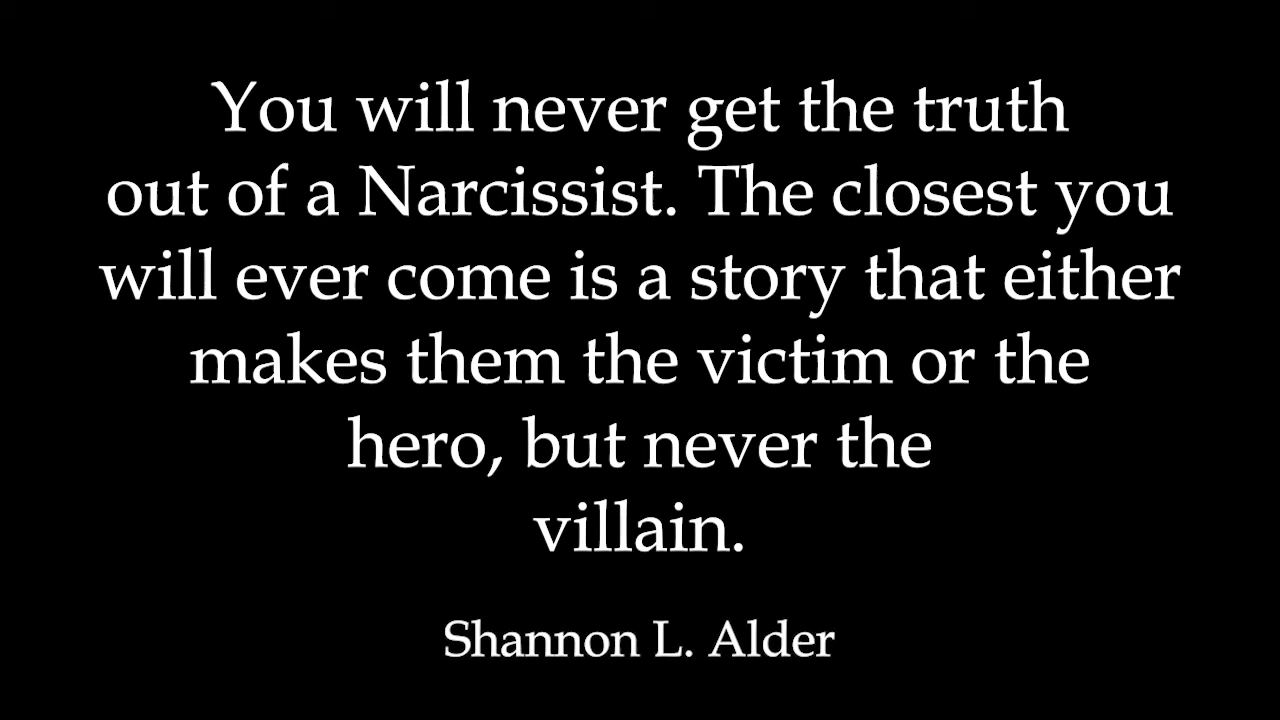 You will never get the truth
out of a Narcissist. The closest you
will ever come is a story that either
makes them the victim or the
hero, but never the
villain.
Shannon L. Alder